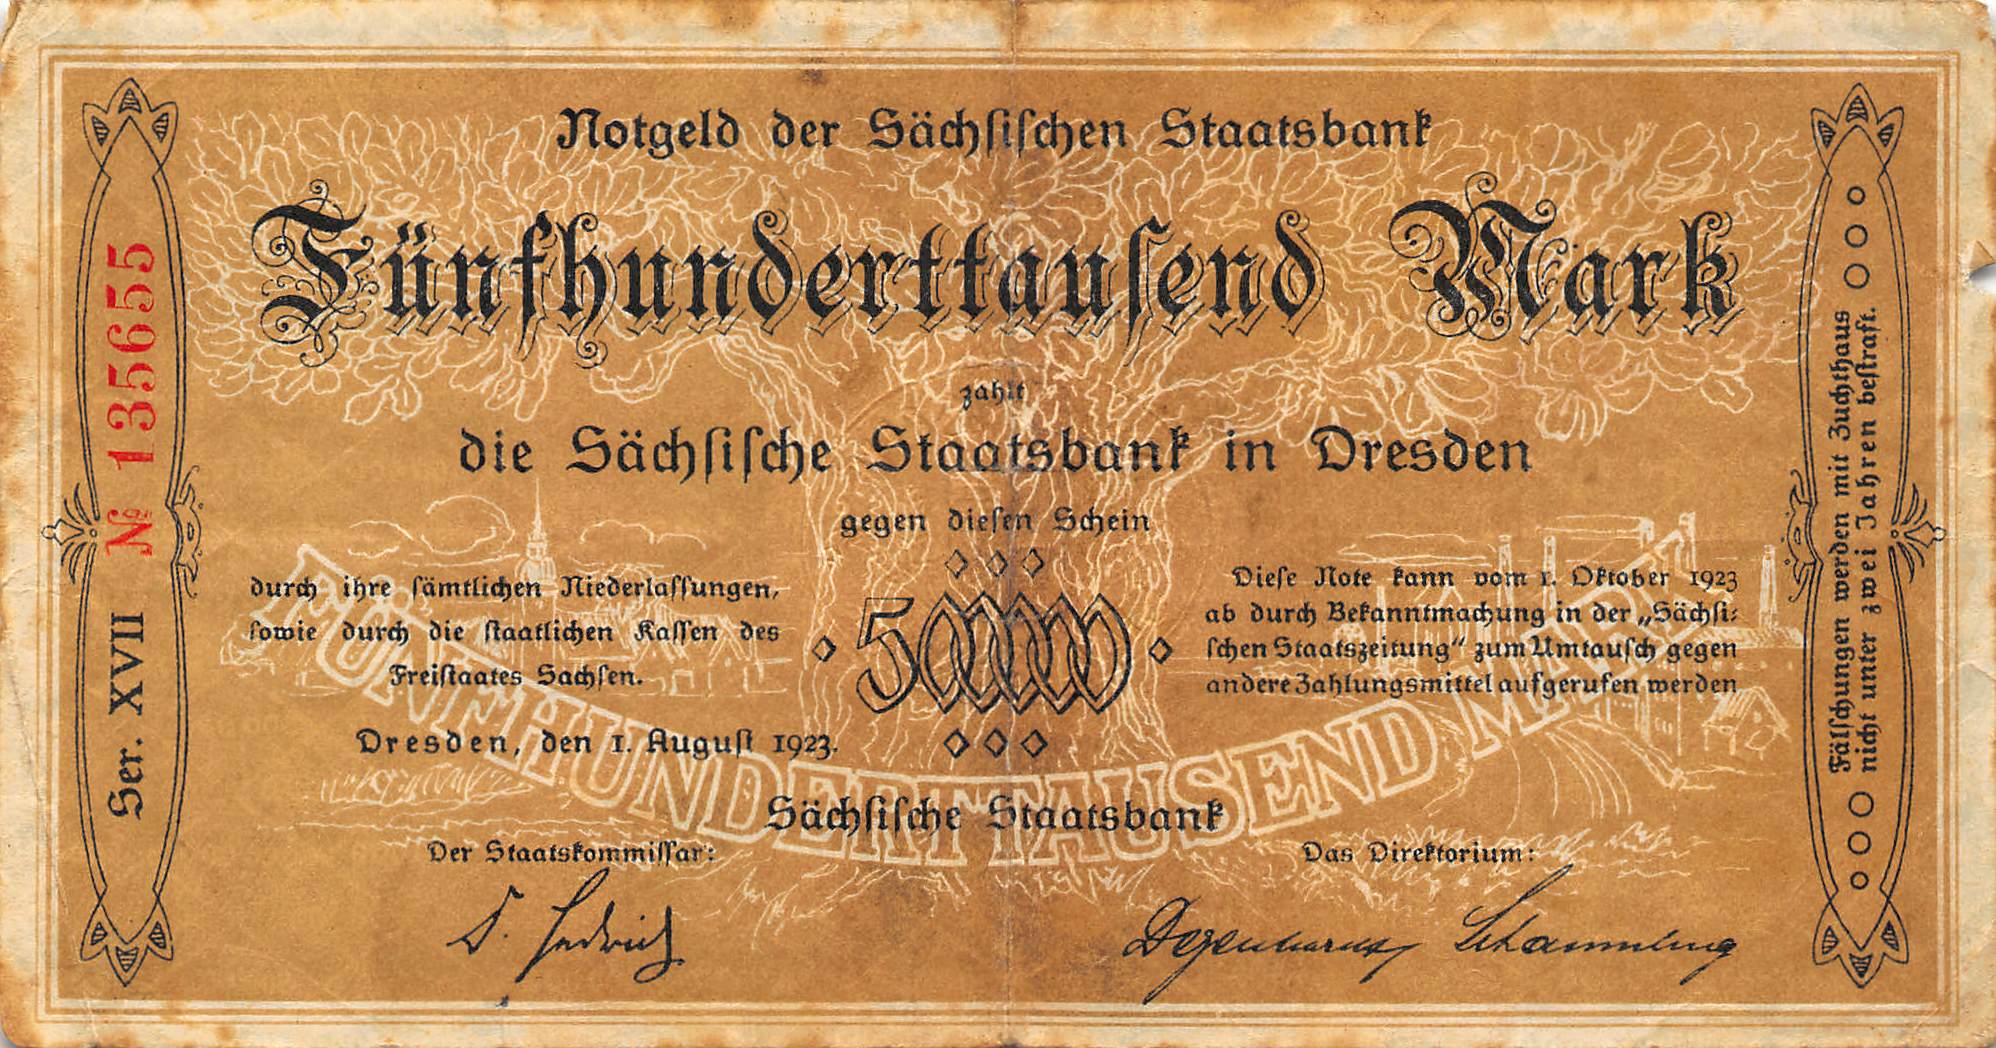 Notgeld der Sächsischen Staatsbank
Fünfhunderttausend Mark
zahlt
die Sächsische Staatsbank in Dresden
gegen diesen Schein
durch ihre sämtlichen Niederlassungen,
sowie durch die staatlichen Kassen des
Freistaates Sachsen.
Dresden, den 1. August 1923.
500000
Diese Note kann vom 1. Oktober 1923
ab durch Bekanntmachung in der „Sächsi-
schen Staatszeitung" zum Umtausch gegen
andere Zahlungsmittel aufgerufen werden
FÜNFHUNDERTTAUSEND MARK
Sächsische Staatsbank
Der Staatskommissar:
Das Direktorium:
Degenhardt
Ser. XVII № 135655
Fälschungen werden mit Zuchthaus
nicht unter zwei Jahren bestraft.